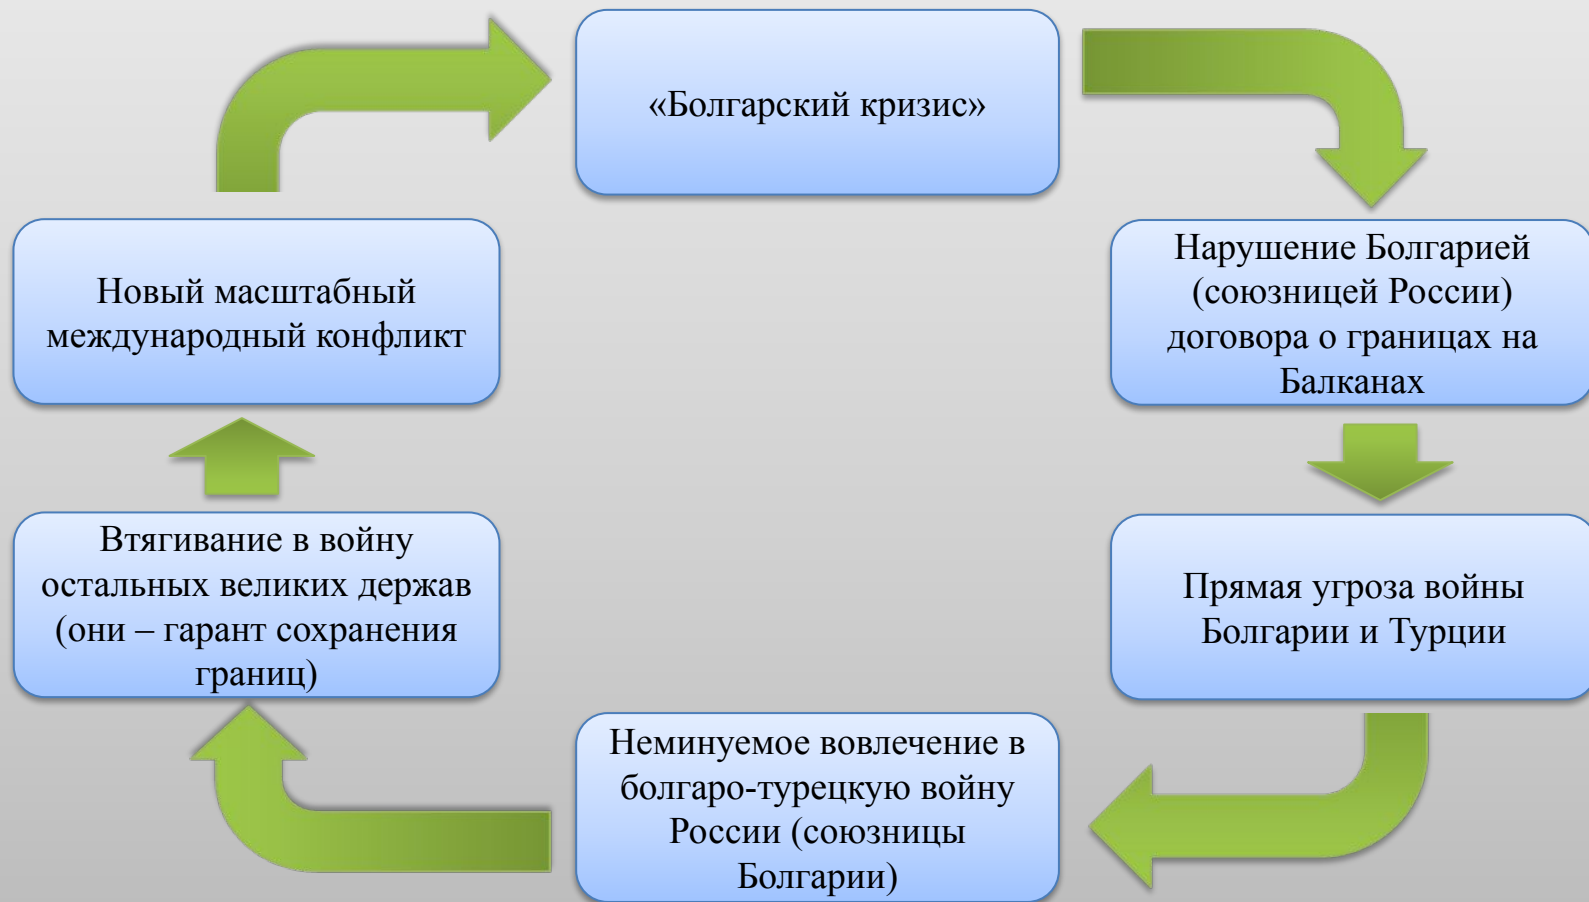 «Болгарский кризис»
Нарушение Болгарией
(союзницей России)
договора о границах на
Балканах
Прямая угроза войны
Болгарии и Турции
Неминуемое вовлечение в
болгаро-турецкую войну
России (союзницы
Болгарии)
Втягивание в войну
остальных великих держав
(они – гарант сохранения
границ)
Новый масштабный
международный конфликт